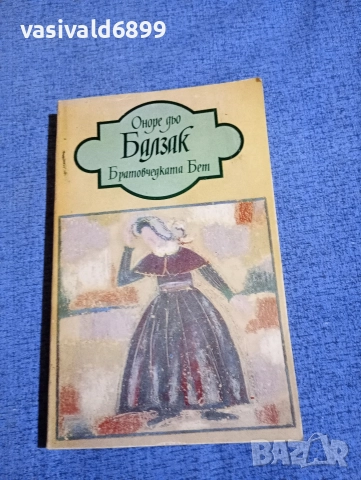 vasivald6899
Оноре дьо
Балзак
Братовчедката Бет
BAZAR